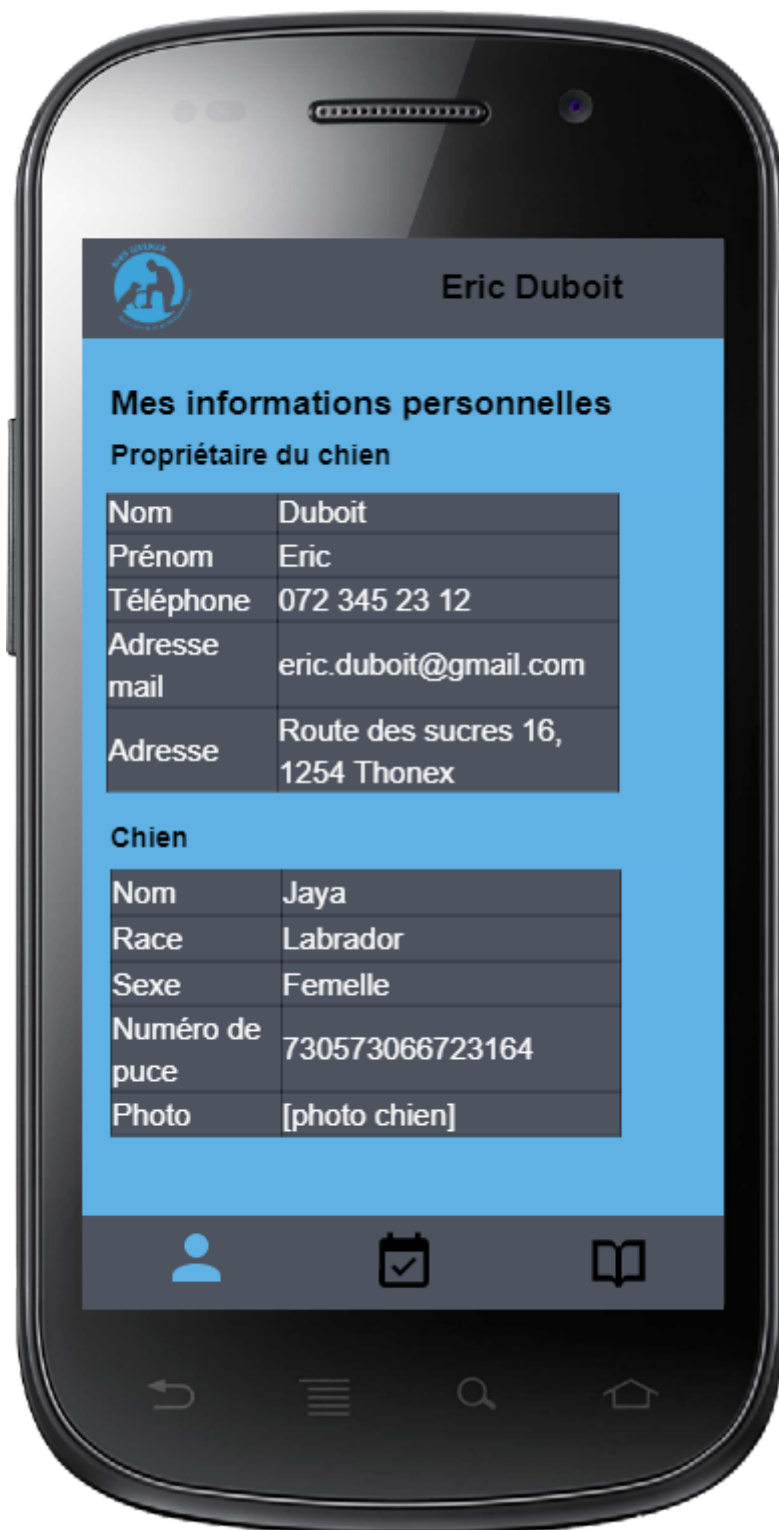 Eric Duboit
Mes informations personnelles
Propriétaire du chien
Nom Duboit
Prénom Eric
Téléphone 072 345 23 12
Adresse
mail
eric.duboit@gmail.com
Adresse
Route des sucres 16,
1254 Thonex
Chien
Nom Jaya
Race Labrador
Sexe Femelle
Numéro de
puce
730573066723164
Photo [photo chien]